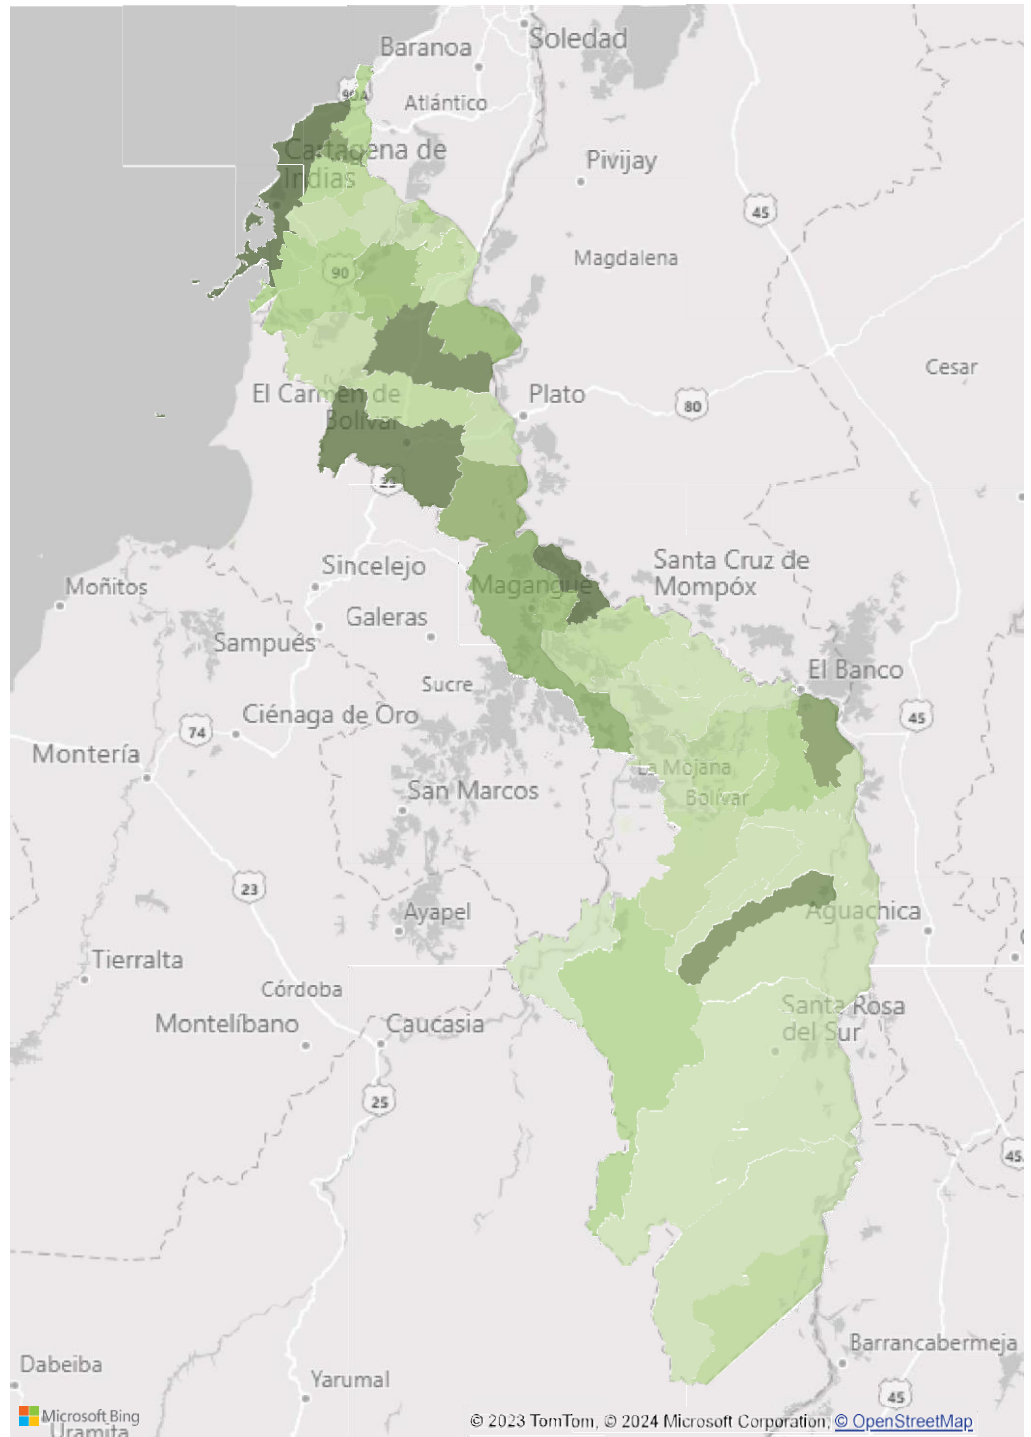 Soledad
Baranoa
90A
Atlántico
Cartagena de
Indias
Pivijay
45
Magdalena
90
Cesar
El Carmen de
Bolívar
Plato
80
Sincelejo
Santa Cruz de
Mompóx
Moñitos
Magangué
Galeras
Sampués
El Banco
Sucre
Ciénaga de Oro
45
74
Montería
La Mojana
San Marcos
Bolívar
23
Ayapel
Aguachica
Tierralta
Córdoba
Santa Rosa
del Sur
Montelíbano
Caucasia
25
45
Barrancabermeja
Dabeiba
Yarumal
45
Microsoft Bing
Uramita
© 2023 TomTom, © 2024 Microsoft Corporation, © OpenStreetMap